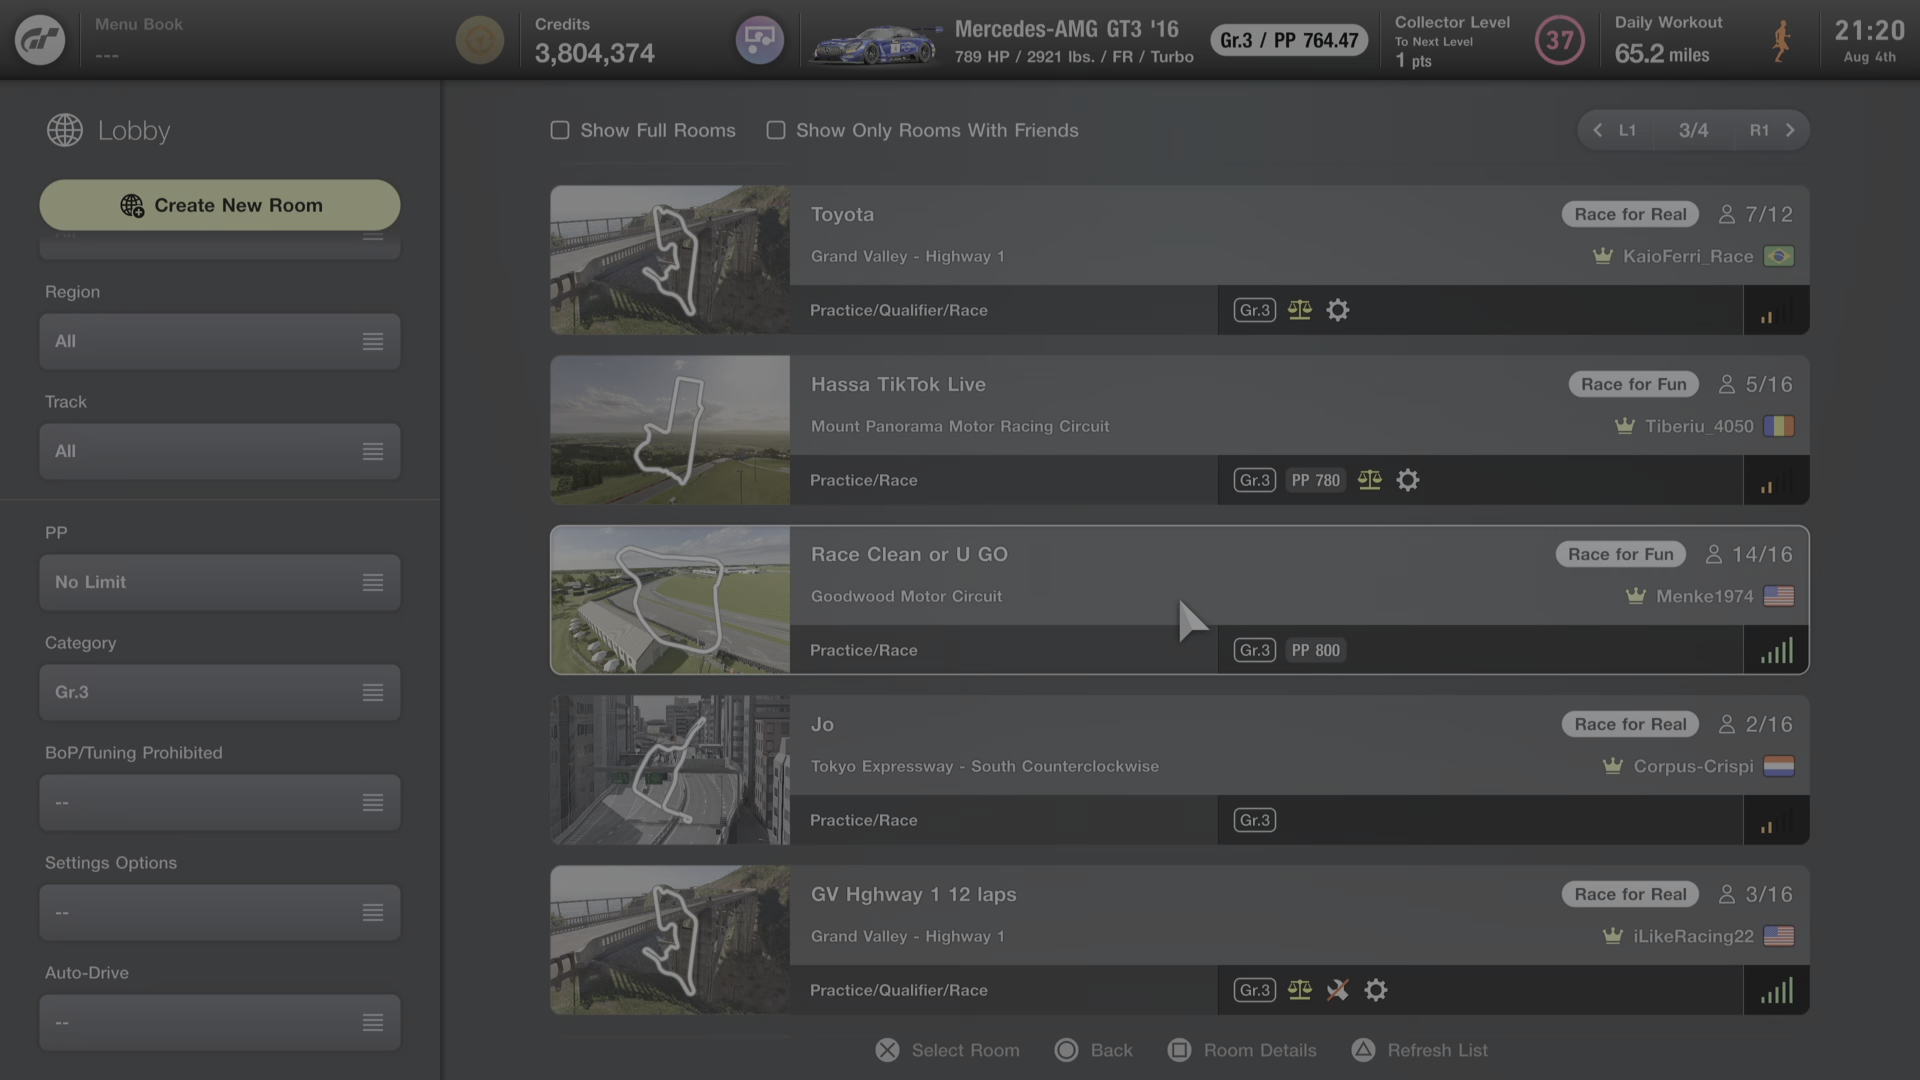 Menu Book
---
Credits
3,804,374
Mercedes-AMG GT3 '16
789 HP / 2921 lbs. / FR / Turbo
Gr.3 / PP 764.47
Collector Level
To Next Level
1 pts
37
Daily Workout
65.2 miles
21:20
Aug 4th
Lobby
Create New Room
Region
All
Track
All
PP
No Limit
Category
Gr.3
BoP/Tuning Prohibited
--
Settings Options
--
Auto-Drive
--
Show Full Rooms
Show Only Rooms With Friends
L1 3/4 R1
Toyota
Race for Real 7/12
Grand Valley - Highway 1
KaioFerri_Race
Practice/Qualifier/Race
Gr.3
Hassa TikTok Live
Race for Fun 5/16
Mount Panorama Motor Racing Circuit
Tiberiu_4050
Practice/Race
Gr.3 PP 780
Race Clean or U GO
Race for Fun 14/16
Goodwood Motor Circuit
Menke1974
Practice/Race
Gr.3 PP 800
Jo
Race for Real 2/16
Tokyo Expressway - South Counterclockwise
Corpus-Crispi
Practice/Race
Gr.3
GV Hghway 1 12 laps
Race for Real 3/16
Grand Valley - Highway 1
iLikeRacing22
Practice/Qualifier/Race
Gr.3
Select Room
Back
Room Details
Refresh List